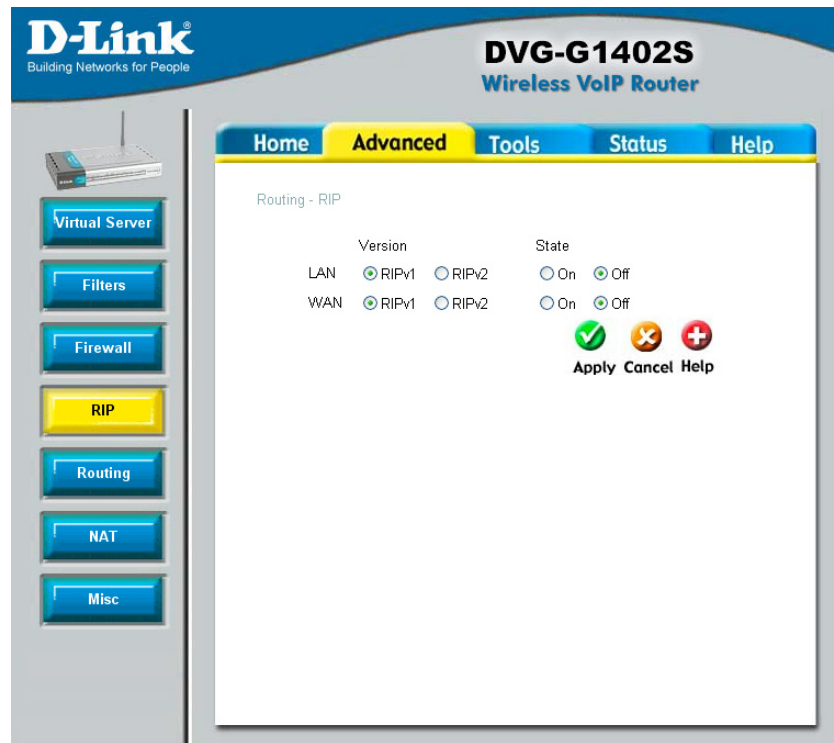 D-Link
Building Networks for People
DVG-G1402S
Wireless VoIP Router
Home Advanced Tools Status Help
Virtual Server
Filters
Firewall
RIP
Routing
NAT
Misc
Routing - RIP
Version State
LAN RIPv1 RIPv2 On Off
WAN RIPv1 RIPv2 On Off
Apply Cancel Help